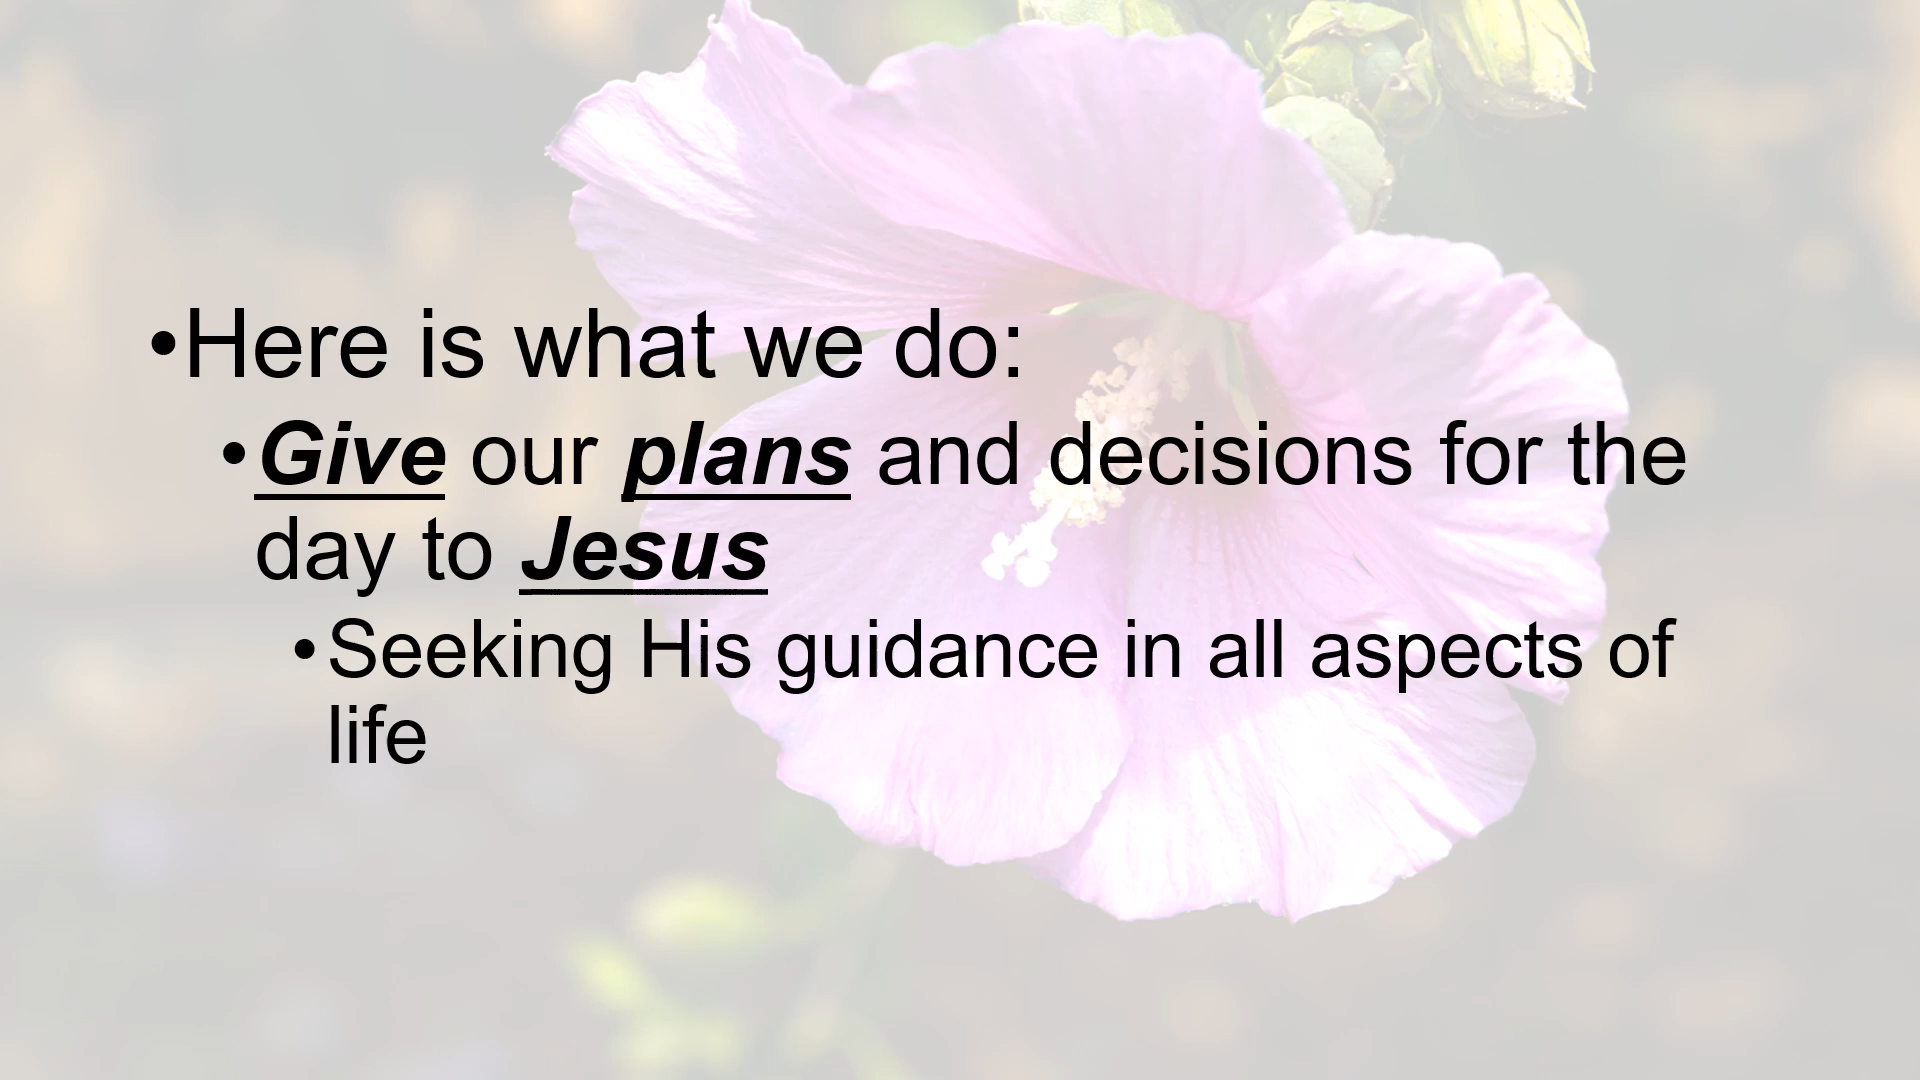 •Here is what we do:
•Give our plans and decisions for the
day to Jesus
•Seeking His guidance in all aspects of
life